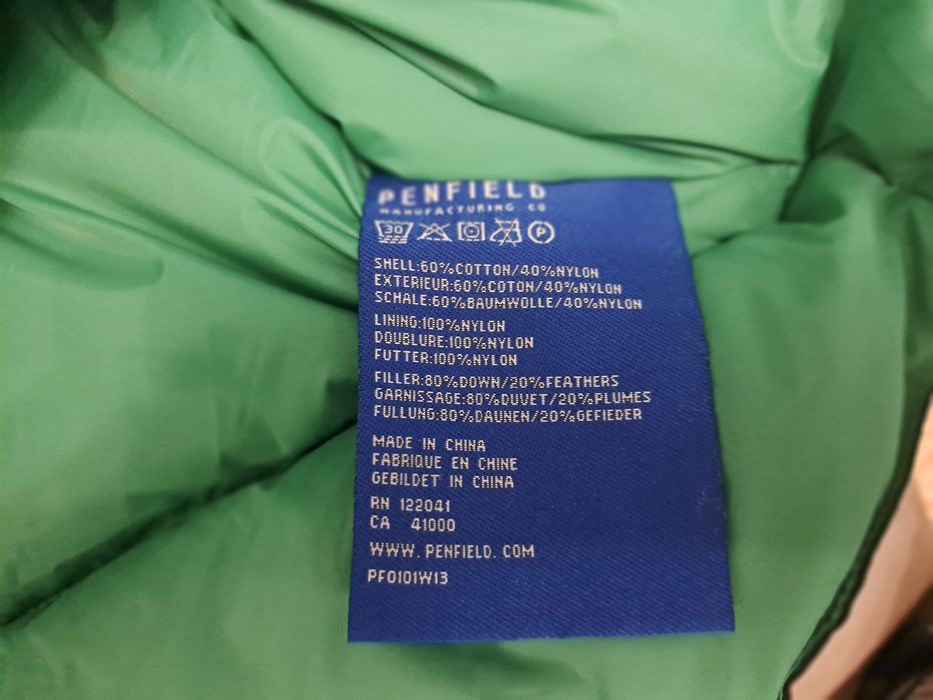 PENFIELD
MANUFACTURING CO
30 P
SHELL:60%COTTON/40%NYLON
EXTERIEUR:60%COTON/40%NYLON
SCHALE:60%BAUMWOLLE/40%NYLON
LINING:100%NYLON
DOUBLURE:100%NYLON
FUTTER:100%NYLON
FILLER:80%DOWN/20%FEATHERS
GARNISSAGE:80%DUVET/20%PLUMES
FULLUNG:80%DAUNEN/20%GEFIEDER
MADE IN CHINA
FABRIQUE EN CHINE
GEBILDET IN CHINA
RN 122041
CA 41000
WWW. PENFIELD. COM
PF0101W13